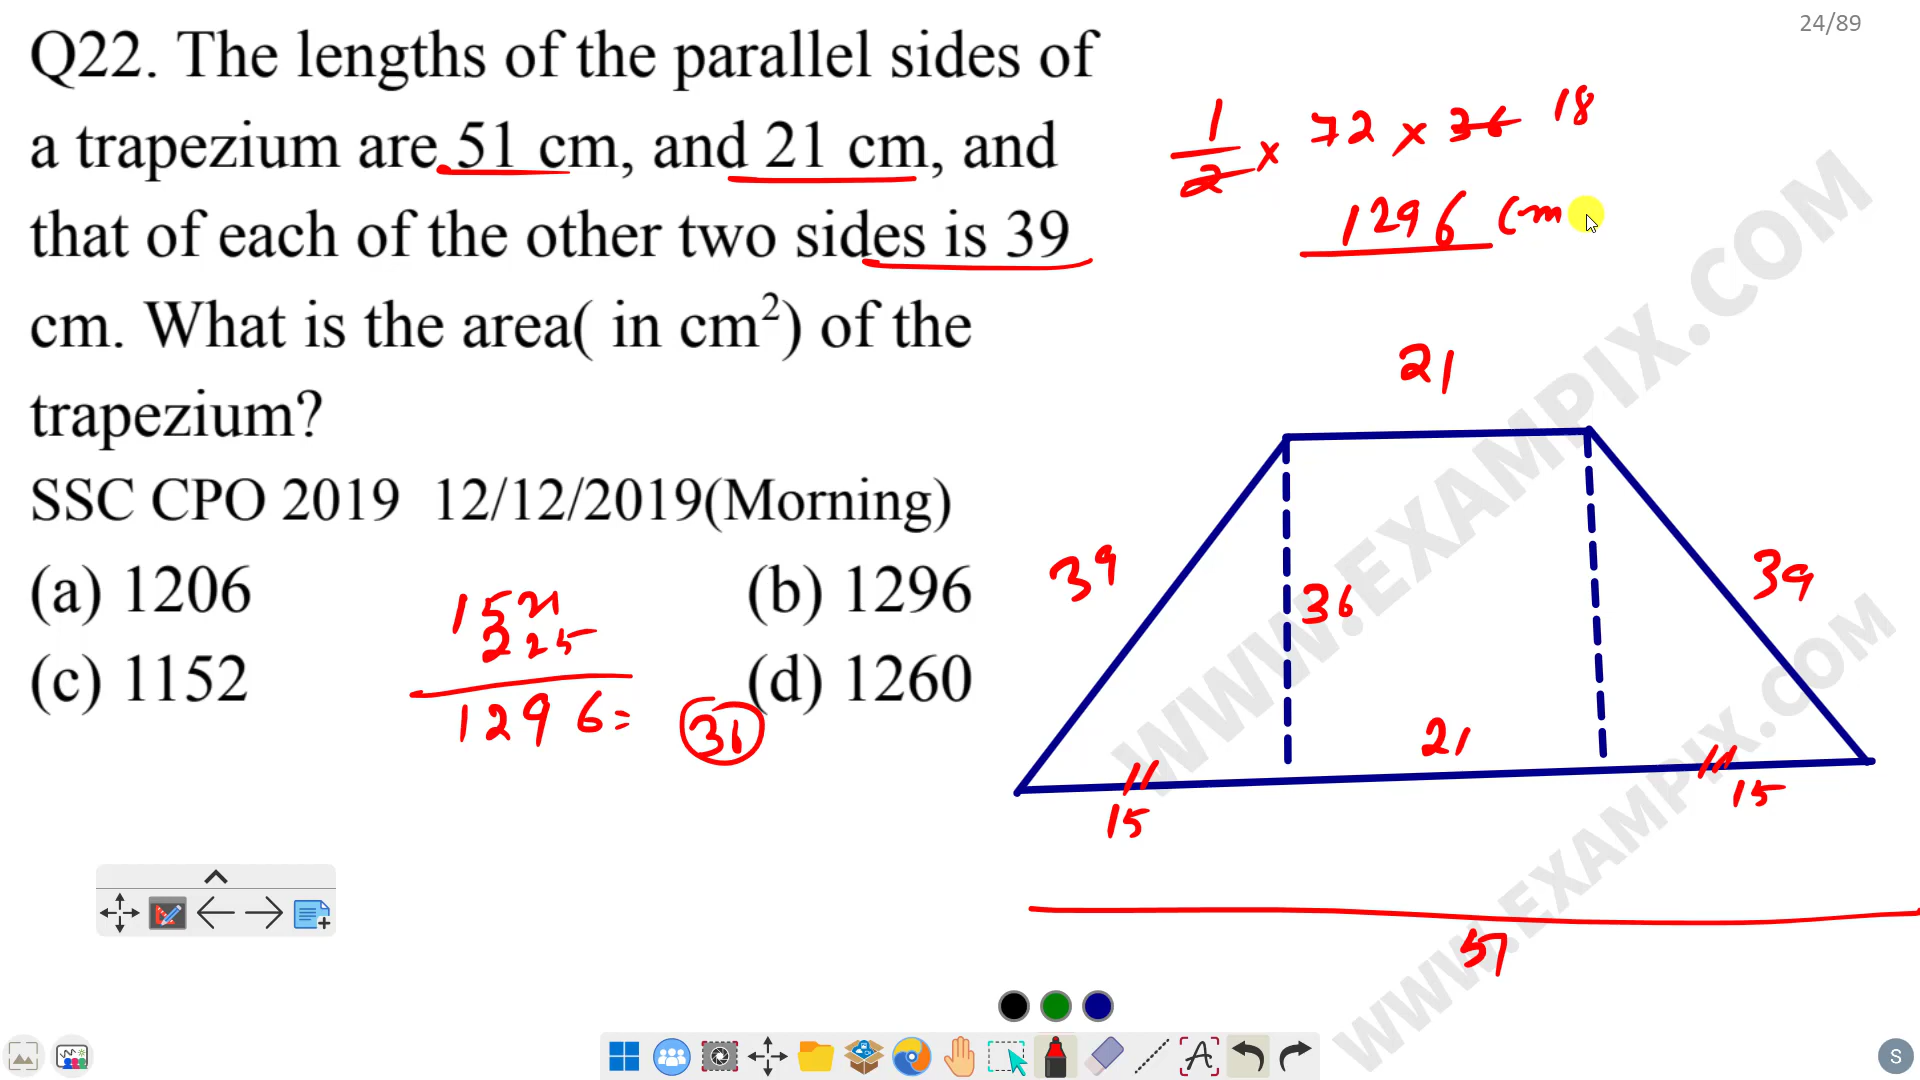 24/89
Q22. The lengths of the parallel sides of
a trapezium are 51 cm, and 21 cm, and
that of each of the other two sides is 39
cm. What is the area( in cm²) of the
trapezium?
SSC CPO 2019 12/12/2019(Morning)
(a) 1206 (b) 1296
(c) 1152 (d) 1260
1/2 × 72 × 36 18
1296 cm
21
39
36
39
21
15
15
1521
225
1296 =
WWW.EXAMPIX.COM
WWW.EXAMPIX.COM
S